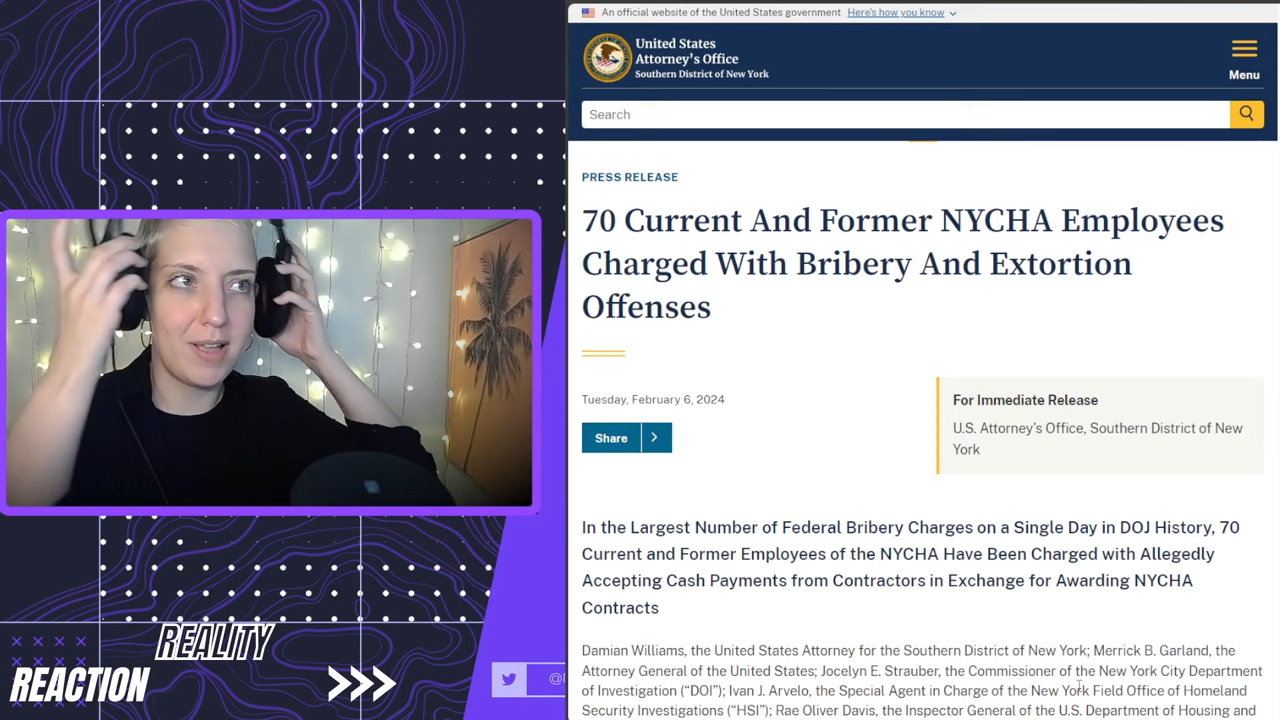 An official website of the United States government Here's how you know
United States
Attorney's Office
Southern District of New York
Menu
Search
PRESS RELEASE
70 Current And Former NYCHA Employees
Charged With Bribery And Extortion
Offenses
Tuesday, February 6, 2024
For Immediate Release
Share
U.S. Attorney's Office, Southern District of New
York
In the Largest Number of Federal Bribery Charges on a Single Day in DOJ History, 70
Current and Former Employees of the NYCHA Have Been Charged with Allegedly
Accepting Cash Payments from Contractors in Exchange for Awarding NYCHA
Contracts
Damian Williams, the United States Attorney for the Southern District of New York; Merrick B. Garland, the
Attorney General of the United States; Jocelyn E. Strauber, the Commissioner of the New York City Department
of Investigation (“DOI”); Ivan J. Arvelo, the Special Agent in Charge of the New York Field Office of Homeland
Security Investigations (“HSI”); Rae Oliver Davis, the Inspector General of the U.S. Department of Housing and
REALITY
REACTION